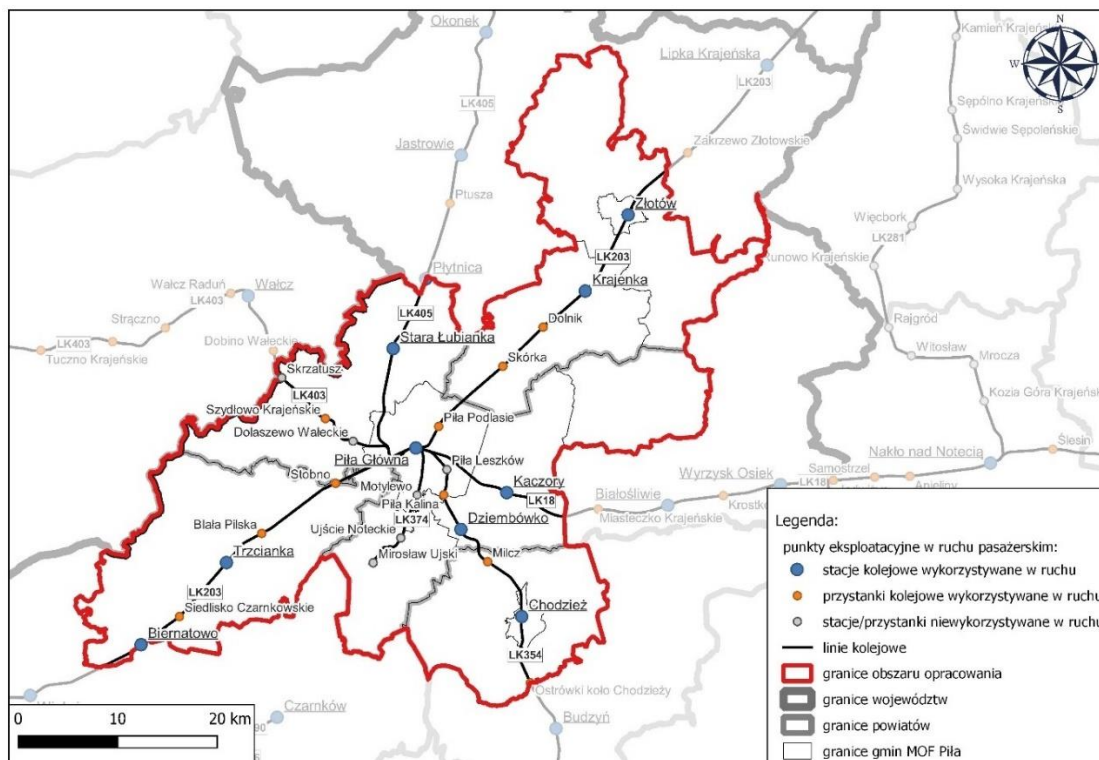 Okonek
Kamień Krajeński
N
Lipka Krajeńska
W
E
S
LK203
LK405
Sępólno Krajeńskie
Świdwie Sępoleńskie
Jastrowie
Zakrzewo Złotowskie
Ptusza
Wysoka Krajeńska
Złotów
Więcbork
LK281
LK203
Runowo Krajeńskie
Płytnica
Wałcz Raduń
Wałcz
Krajenka
LK403
LK405
Strączno
Dolnik
Rajgród
LK403
Dobino Wałeckie
Stara Łubianka
Witosław
Mrocza
Tuczno Krajeńskie
Skrzatusz
Skórka
LK403
Kozia Góra Krajeńska
Szydłowo Krajeńskie
Piła Podlasie
Dolaszewo Wałeckie
Ślesin
Piła Główna
Piła Leszków
Nakło nad Notecią
Stobno
Wyrzysk Osiek
Samostrzel
Motylewo
Kaczory
LK18
Piła Kalina
LK18
Białośliwie
Krostkowo
Anieliny
LK374
Miasteczko Krajeńskie
Biała Pilska
Ujście Noteckie
Dziembówko
Trzcianka
Mirosław Ujski
Milcz
LK203
Siedlisko Czarnkowskie
Chodzież
Biernatowo
LK354
Ostrówki koło Chodzieży
Czarnków
Budzyń
0 10 20 km
Legenda:
punkty eksploatacyjne w ruchu pasażerskim:
stacje kolejowe wykorzystywane w ruchu
przystanki kolejowe wykorzystywane w ruchu
stacje/przystanki niewykorzystywane w ruchu
linie kolejowe
granice obszaru opracowania
granice województw
granice powiatów
granice gmin MOF Piła